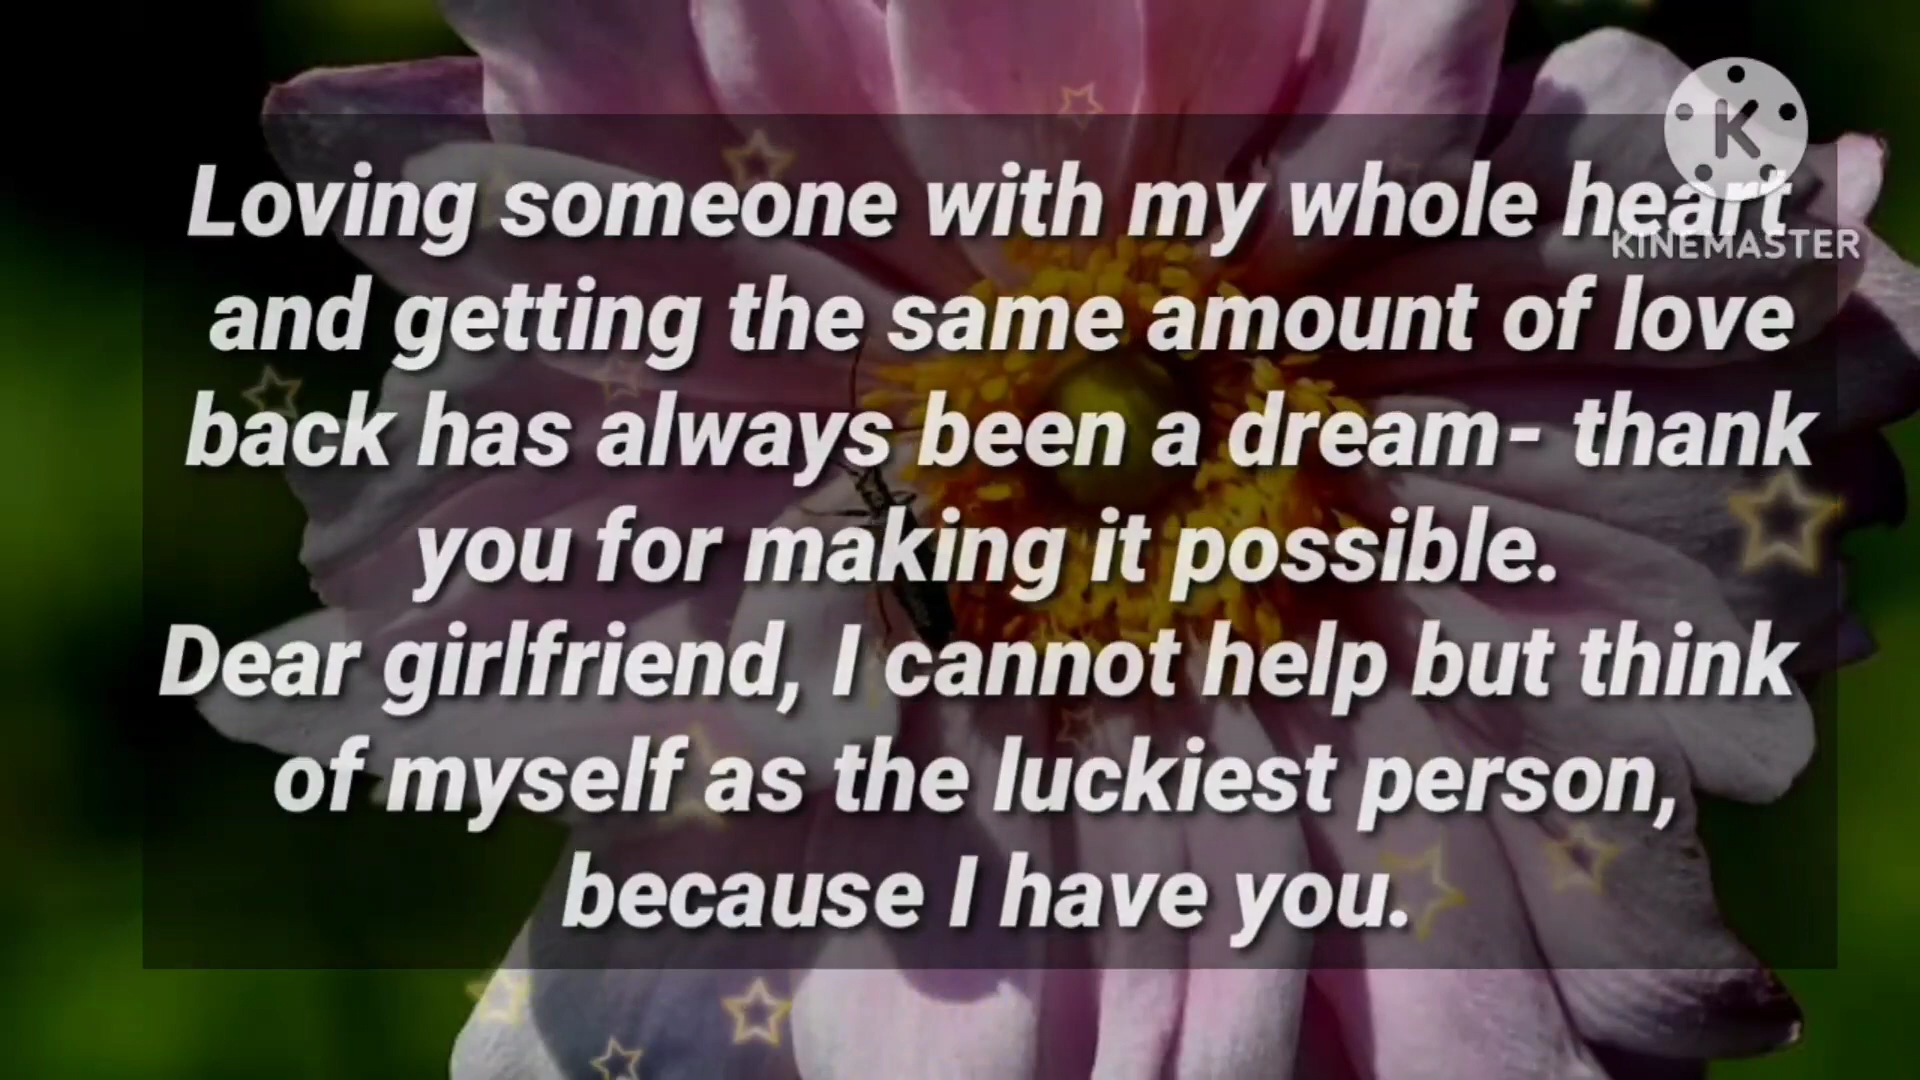 Loving someone with my whole heart
KINEMASTER
and getting the same amount of love
back has always been a dream- thank
you for making it possible.
Dear girlfriend, I cannot help but think
of myself as the luckiest person,
because I have you.